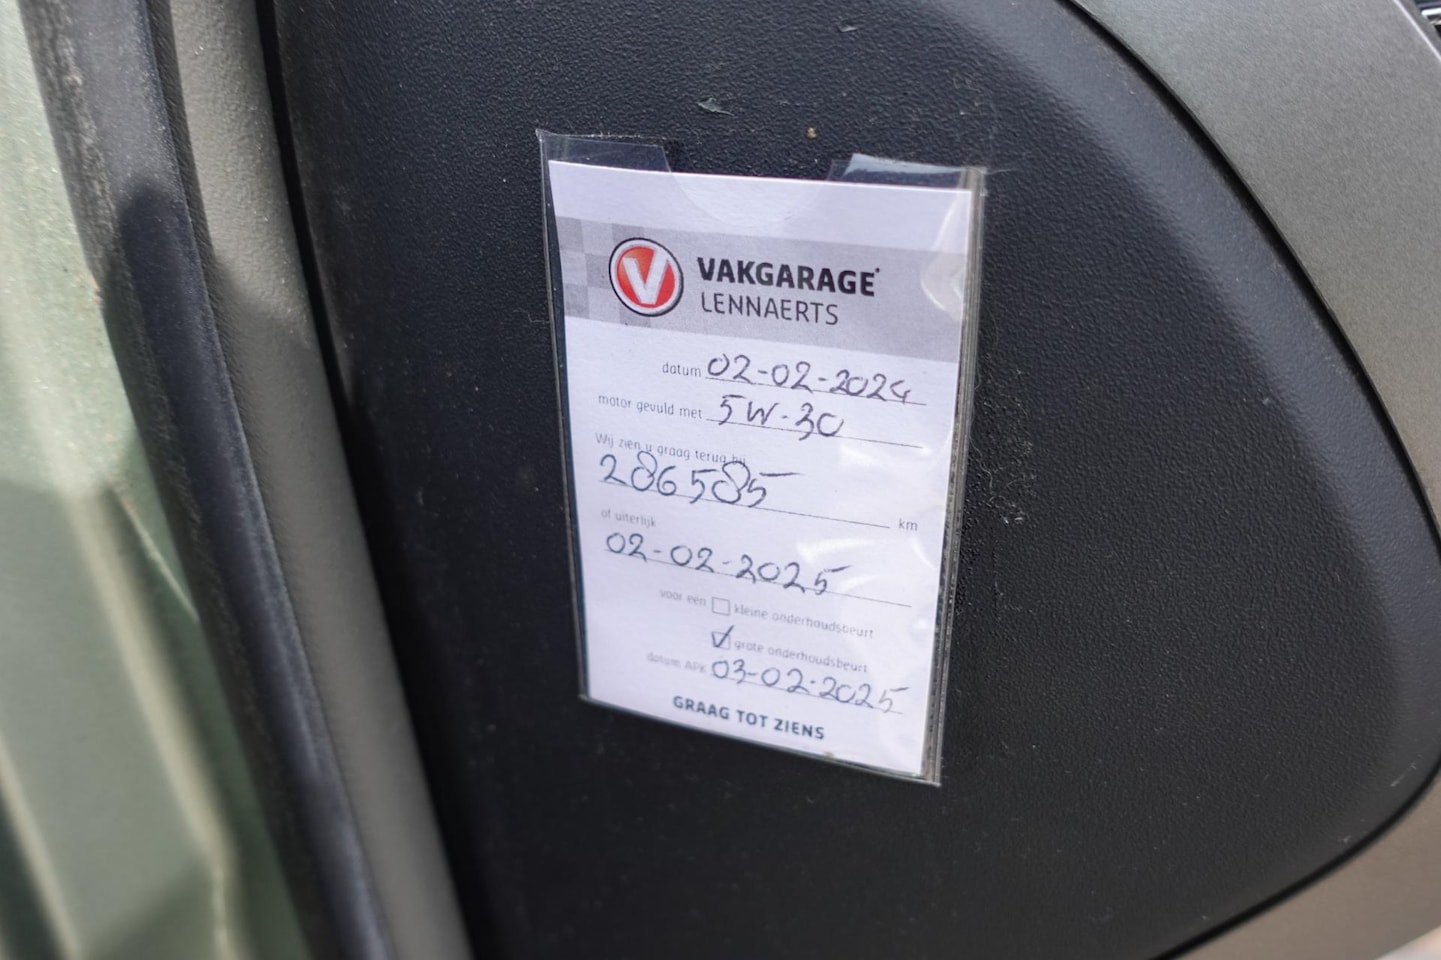 V VAKGARAGE
LENNAERTS
datum 02-02-2024
motor gevuld met 5W-30
Wij zien u graag terug bij
286585 km
of uiterlijk
02-02-2025
voor een kleine onderhoudsbeurt
grote onderhoudsbeurt
datum APK 03-02-2025
GRAAG TOT ZIENS